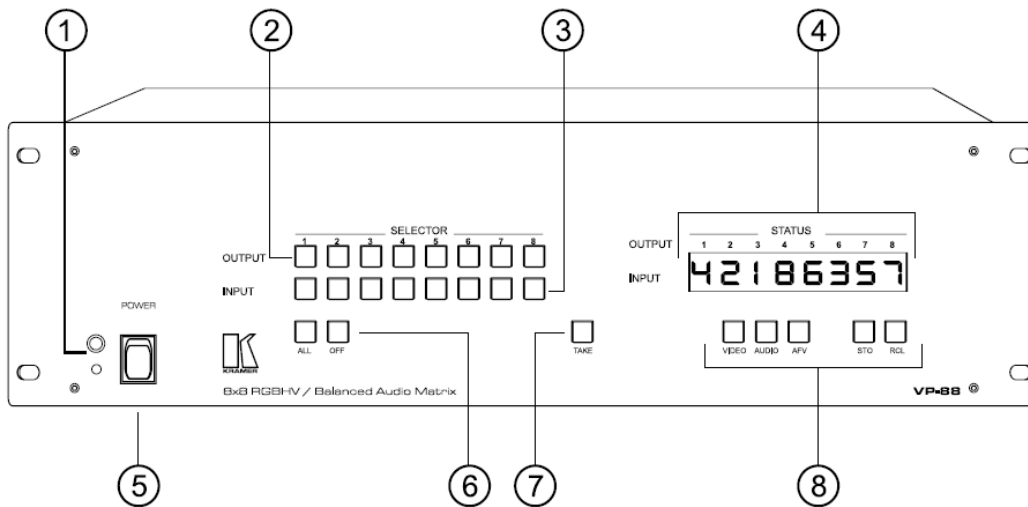 1 2 3 4
SELECTOR
1 2 3 4 5 6 7 8
OUTPUT
INPUT
STATUS
OUTPUT 1 2 3 4 5 6 7 8
INPUT 42186357
POWER
ALL OFF
TAKE
VIDEO AUDIO AFV STO RCL
K
KRAMER
8x8 RGBHV / Balanced Audio Matrix
VP-88
5 6 7 8